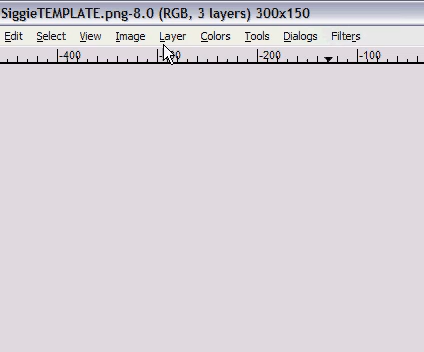 SiggieTEMPLATE.png-8.0 (RGB, 3 layers) 300x150
Edit Select View Image Layer Colors Tools Dialogs Filters
-400 -200 -100